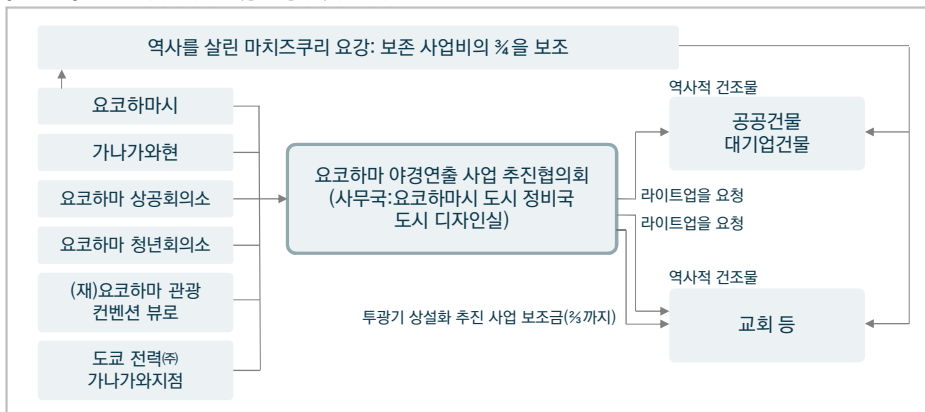 역사를 살린 마치즈쿠리 요강: 보존 사업비의 ¾을 보조
요코하마시
가나가와현
요코하마 상공회의소
요코하마 청년회의소
(재)요코하마 관광
컨벤션 뷰로
도쿄 전력㈜
가나가와지점
요코하마 야경연출 사업 추진협의회
(사무국:요코하마시 도시 정비국
도시 디자인실)
역사적 건조물
공공건물
대기업건물
라이트업을 요청
라이트업을 요청
역사적 건조물
교회 등
투광기 상설화 추진 사업 보조금(⅔까지)